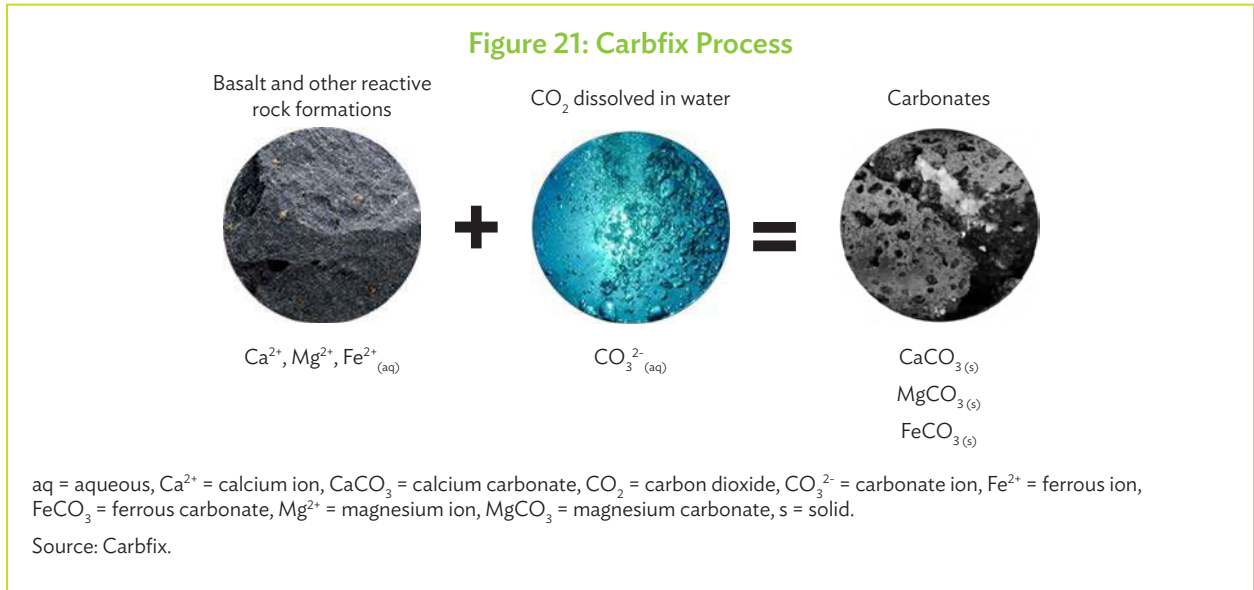 Figure 21: Carbfix Process
Basalt and other reactive
rock formations
CO₂ dissolved in water
Carbonates
+
=
Ca²⁺, Mg²⁺, Fe²⁺(aq)
CO₃²⁻(aq)
CaCO₃(s)
MgCO₃(s)
FeCO₃(s)
aq = aqueous, Ca²⁺ = calcium ion, CaCO₃ = calcium carbonate, CO₂ = carbon dioxide, CO₃²⁻ = carbonate ion, Fe²⁺ = ferrous ion,
FeCO₃ = ferrous carbonate, Mg²⁺ = magnesium ion, MgCO₃ = magnesium carbonate, s = solid.
Source: Carbfix.